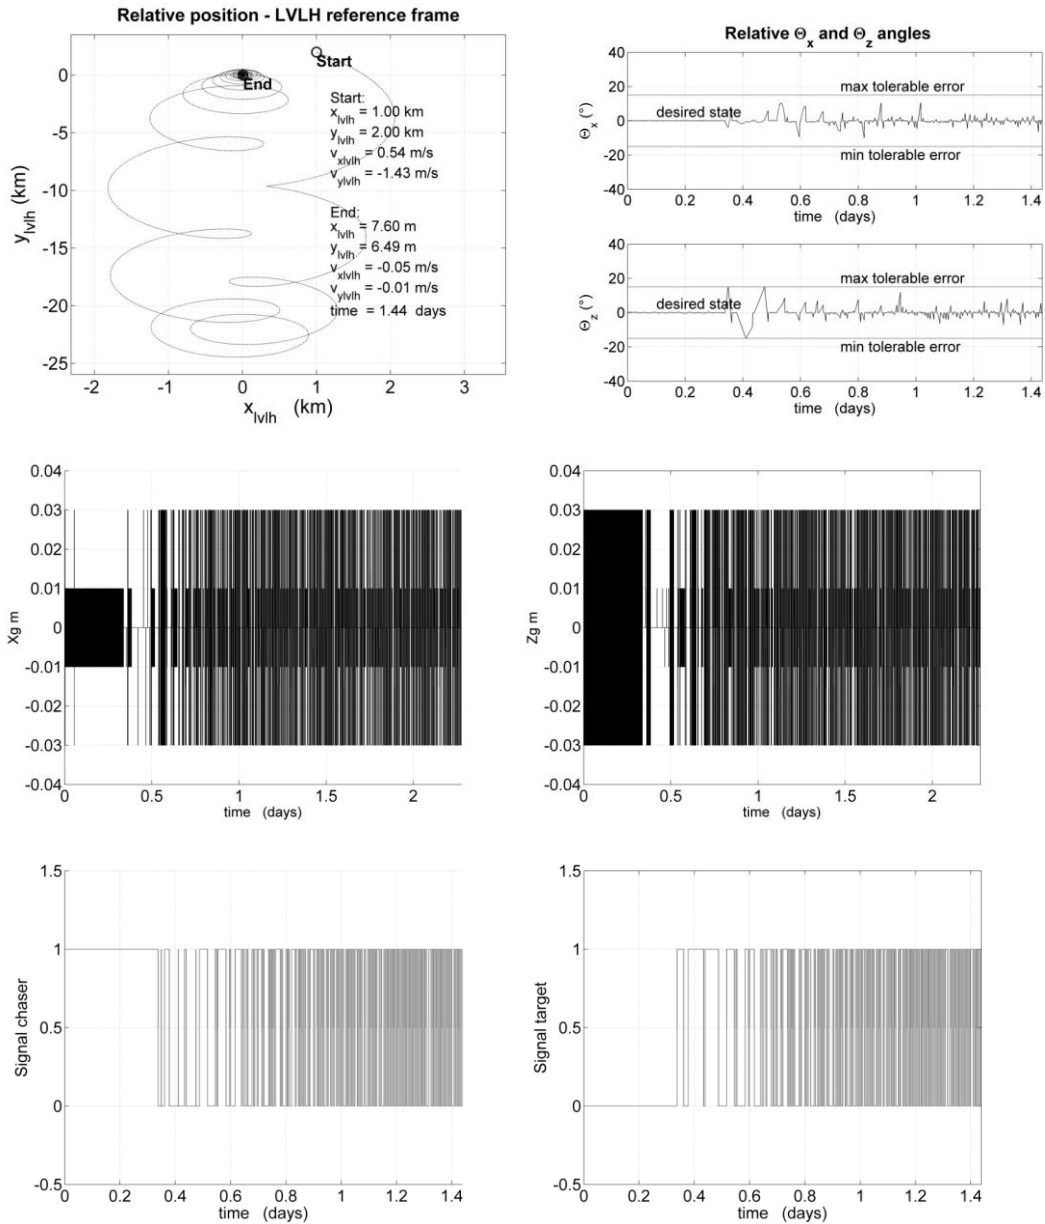 Relative position - LVLH reference frame
0
-5
-10
-15
-20
-25
y_lvlh (km)
-2
-1
0
1
2
3
x_lvlh (km)
Start
End
Start:
x_lvlh = 1.00 km
y_lvlh = 2.00 km
v_xlvlh = 0.54 m/s
v_ylvlh = -1.43 m/s
End:
x_lvlh = 7.60 m
y_lvlh = 6.49 m
v_xlvlh = -0.05 m/s
v_ylvlh = -0.01 m/s
time = 1.44 days
Relative Θ_x and Θ_z angles
40
20
0
-20
-40
Θ_x (°)
max tolerable error
desired state
min tolerable error
0 0.2 0.4 0.6 0.8 1 1.2 1.4
time (days)
40
20
0
-20
-40
Θ_z (°)
max tolerable error
desired state
min tolerable error
0 0.2 0.4 0.6 0.8 1 1.2 1.4
time (days)
0.04
0.03
0.02
0.01
0
-0.01
-0.02
-0.03
-0.04
Xg m
0 0.5 1 1.5 2
time (days)
0.04
0.03
0.02
0.01
0
-0.01
-0.02
-0.03
-0.04
Zg m
0 0.5 1 1.5 2
time (days)
1.5
1
0.5
0
-0.5
Signal chaser
0 0.2 0.4 0.6 0.8 1 1.2 1.4
time (days)
1.5
1
0.5
0
-0.5
Signal target
0 0.2 0.4 0.6 0.8 1 1.2 1.4
time (days)